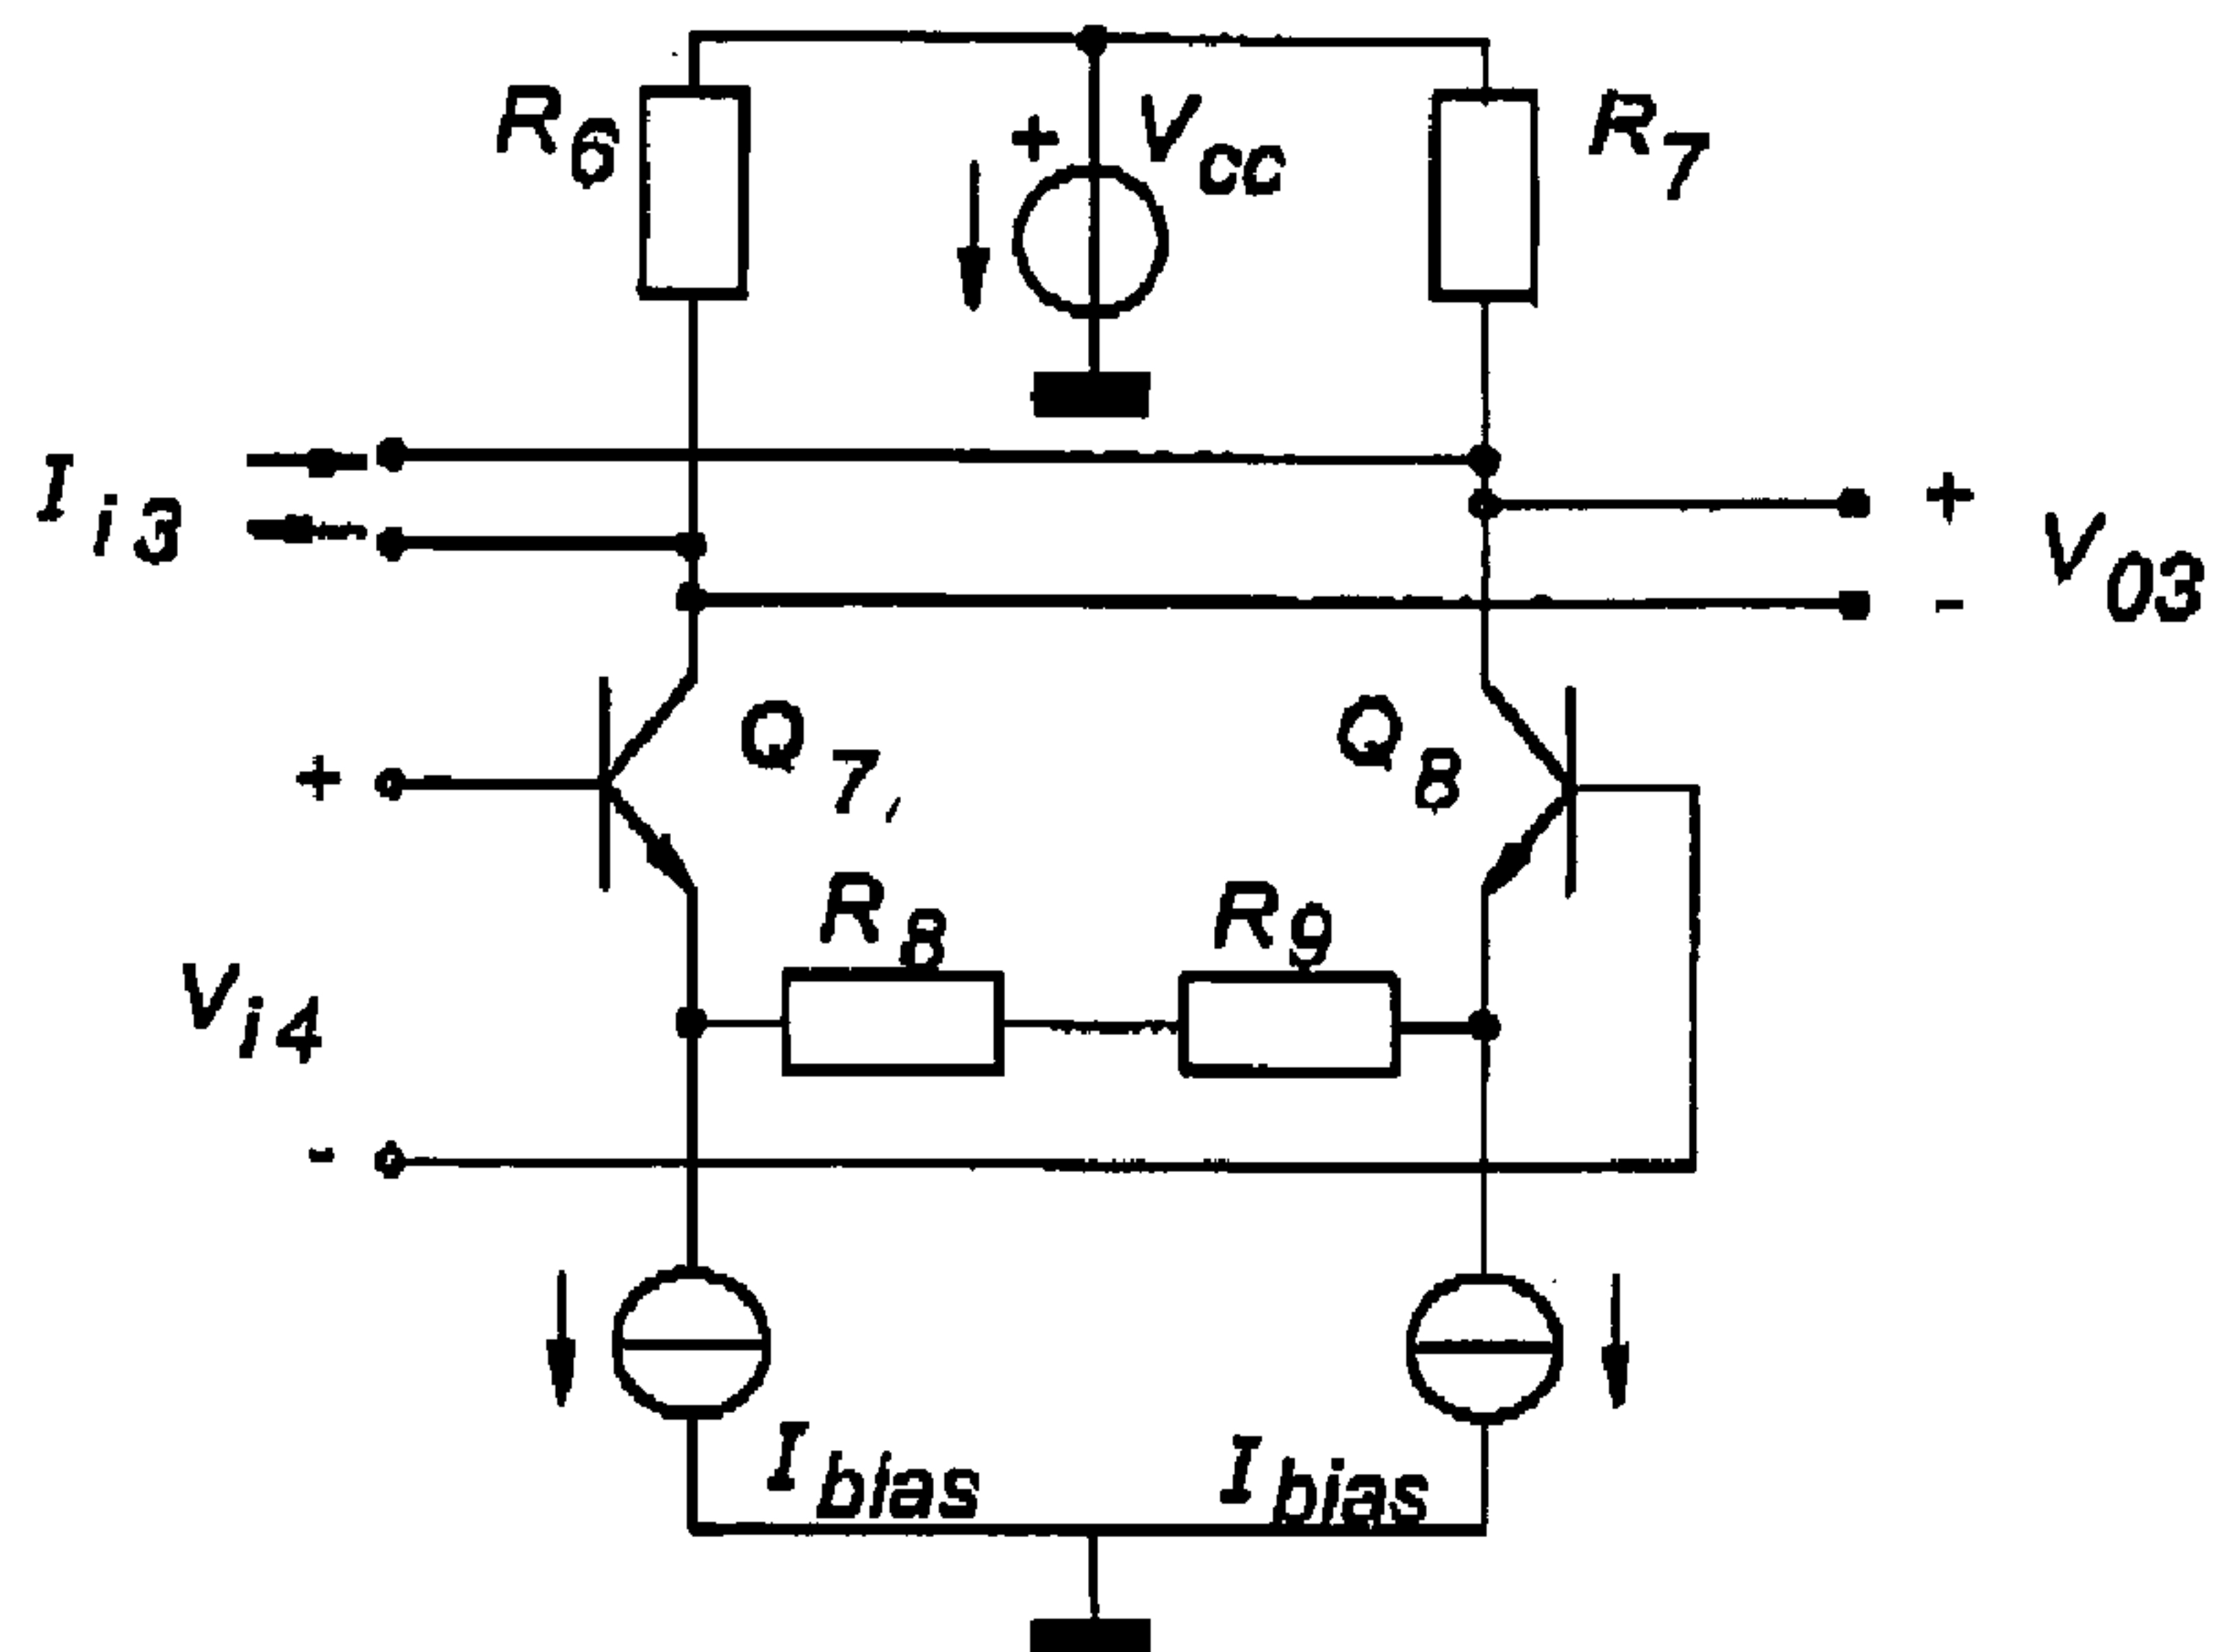 R6
+ Vcc
R7
Ii3
+
V03
-
Q7,
Q8
+
R8
R9
Vi4
-
Ibias
Ibias